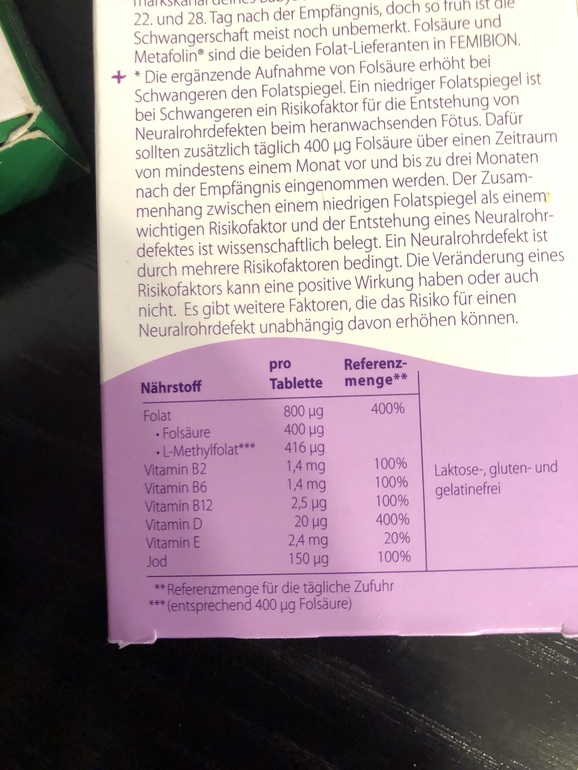 22. und 28. Tag nach der Empfängnis, doch so früh ist die
Schwangerschaft meist noch unbemerkt. Folsäure und
Metafolin® sind die beiden Folat-Lieferanten in FEMIBION.
+ * Die ergänzende Aufnahme von Folsäure erhöht bei
Schwangeren den Folatspiegel. Ein niedriger Folatspiegel ist
bei Schwangeren ein Risikofaktor für die Entstehung von
Neuralrohrdefekten beim heranwachsenden Fötus. Dafür
sollten zusätzlich täglich 400 µg Folsäure über einen Zeitraum
von mindestens einem Monat vor und bis zu drei Monaten
nach der Empfängnis eingenommen werden. Der Zusam-
menhang zwischen einem niedrigen Folatspiegel als einem
wichtigen Risikofaktor und der Entstehung eines Neuralrohr-
defektes ist wissenschaftlich belegt. Ein Neuralrohrdefekt ist
durch mehrere Risikofaktoren bedingt. Die Veränderung eines
Risikofaktors kann eine positive Wirkung haben oder auch
nicht. Es gibt weitere Faktoren, die das Risiko für einen
Neuralrohrdefekt unabhängig davon erhöhen können.
Nährstoff pro Tablette Referenz-
menge**
Folat 800 µg 400%
• Folsäure 400 µg
• L-Methylfolat*** 416 µg
Vitamin B2 1,4 mg 100%
Vitamin B6 1,4 mg 100%
Vitamin B12 2,5 µg 100%
Vitamin D 20 µg 400%
Vitamin E 2,4 mg 20%
Jod 150 µg 100%
Laktose-, gluten- und
gelatinefrei
** Referenzmenge für die tägliche Zufuhr
*** (entsprechend 400 µg Folsäure)